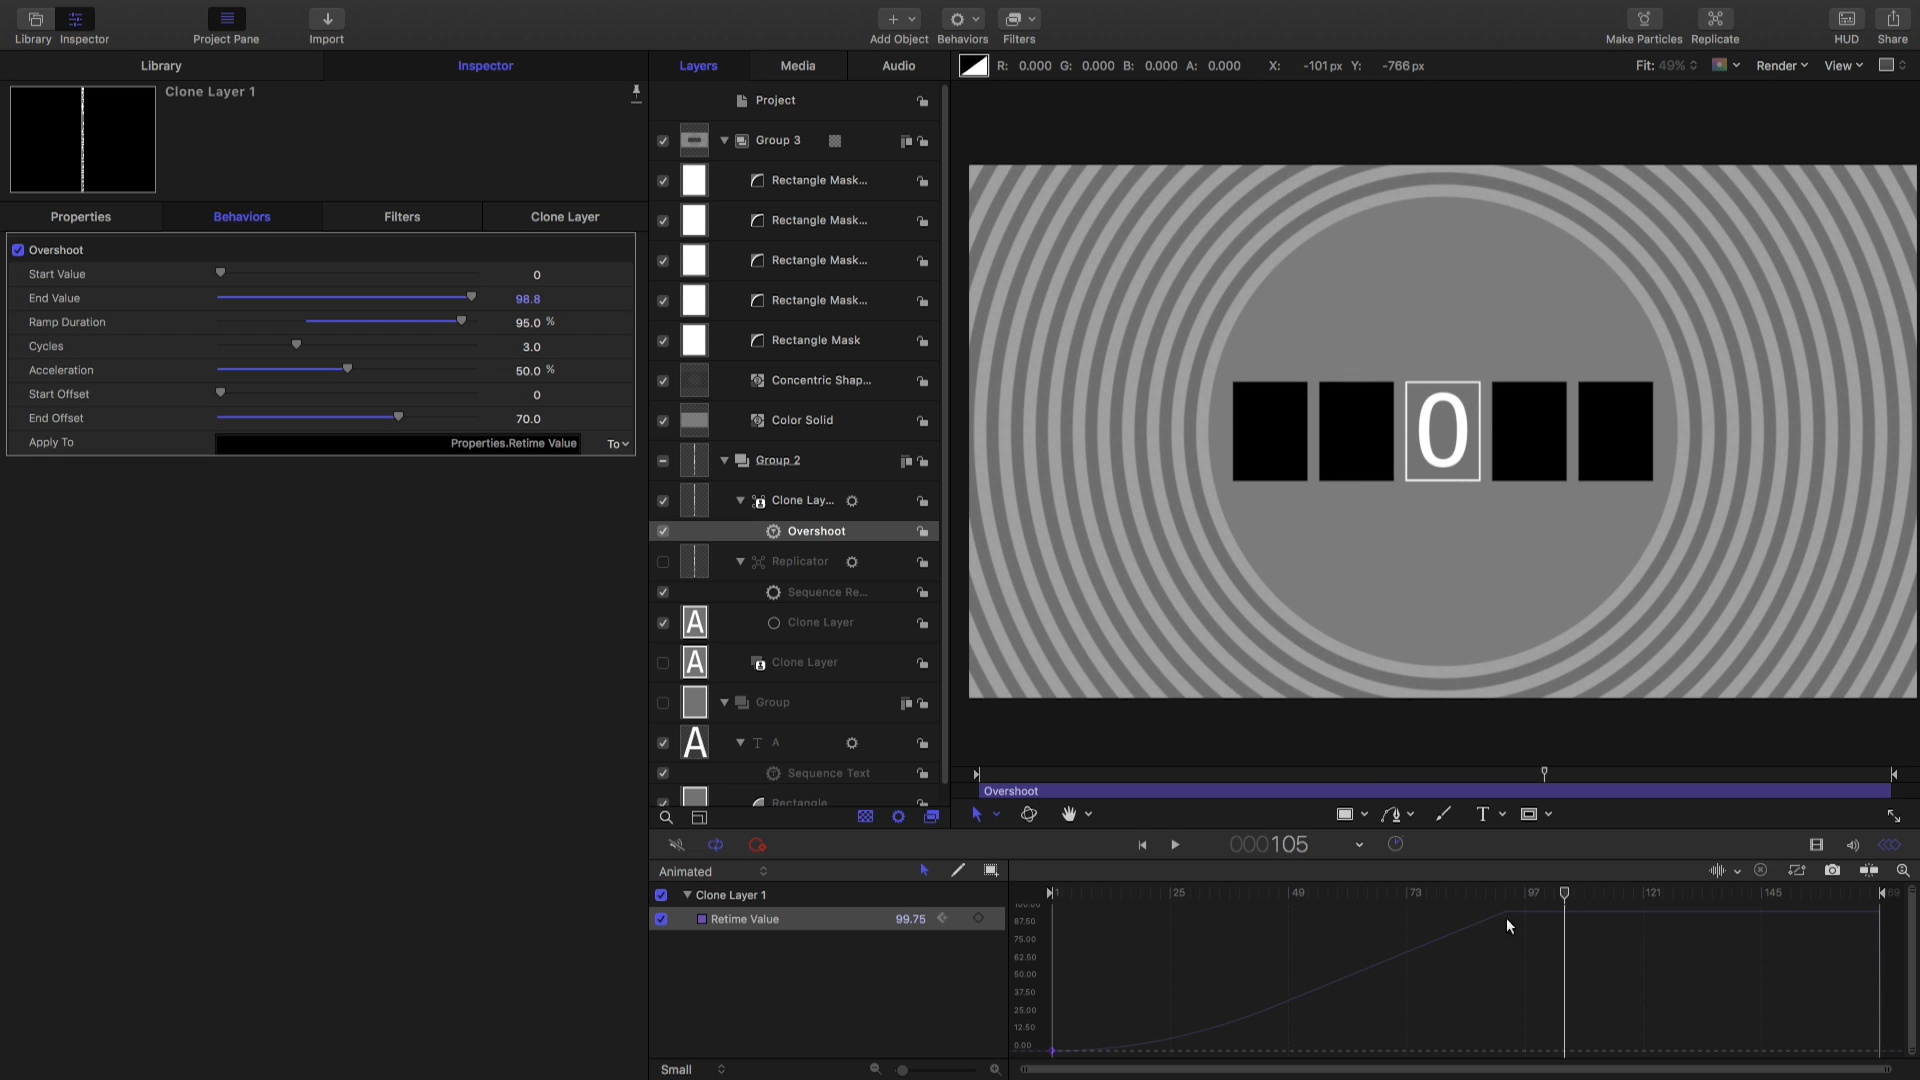 Library Inspector Project Pane Import Add Object Behaviors Filters Make Particles Replicate HUD Share
Library Inspector
Clone Layer 1
Properties Behaviors Filters Clone Layer
Overshoot
Start Value 0
End Value 98.8
Ramp Duration 95.0 %
Cycles 3.0
Acceleration 50.0 %
Start Offset 0
End Offset 70.0
Apply To Properties.Retime Value To
Layers Media Audio
Project
Group 3
Rectangle Mask...
Rectangle Mask...
Rectangle Mask...
Rectangle Mask...
Rectangle Mask
Concentric Shap...
Color Solid
Group 2
Clone Lay...
Overshoot
Replicator
Sequence Re...
A Clone Layer
A Clone Layer
Group
A T A
Sequence Text
Rectangle
R: 0.000 G: 0.000 B: 0.000 A: 0.000 X: -101 px Y: -766 px Fit: 49% Render View
0
Overshoot
T
000105
Animated
Clone Layer 1
Retime Value 99.75
Small
1 25 49 73 97 121 145 169
100.00
87.50
75.00
62.50
50.00
37.50
25.00
12.50
0.00